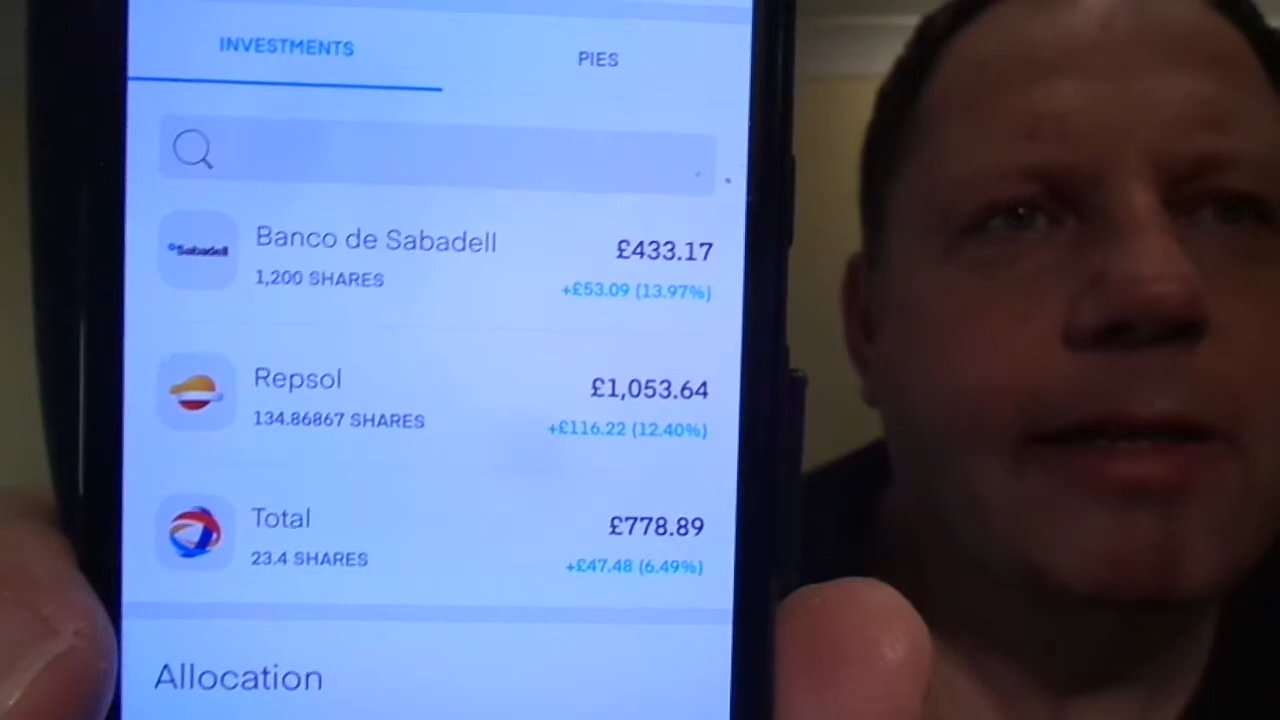 INVESTMENTS
PIES
Sabadell
Banco de Sabadell
£433.17
1,200 SHARES
+£53.09 (13.97%)
Repsol
£1,053.64
134.86867 SHARES
+£116.22 (12.40%)
Total
£778.89
23.4 SHARES
+£47.48 (6.49%)
Allocation